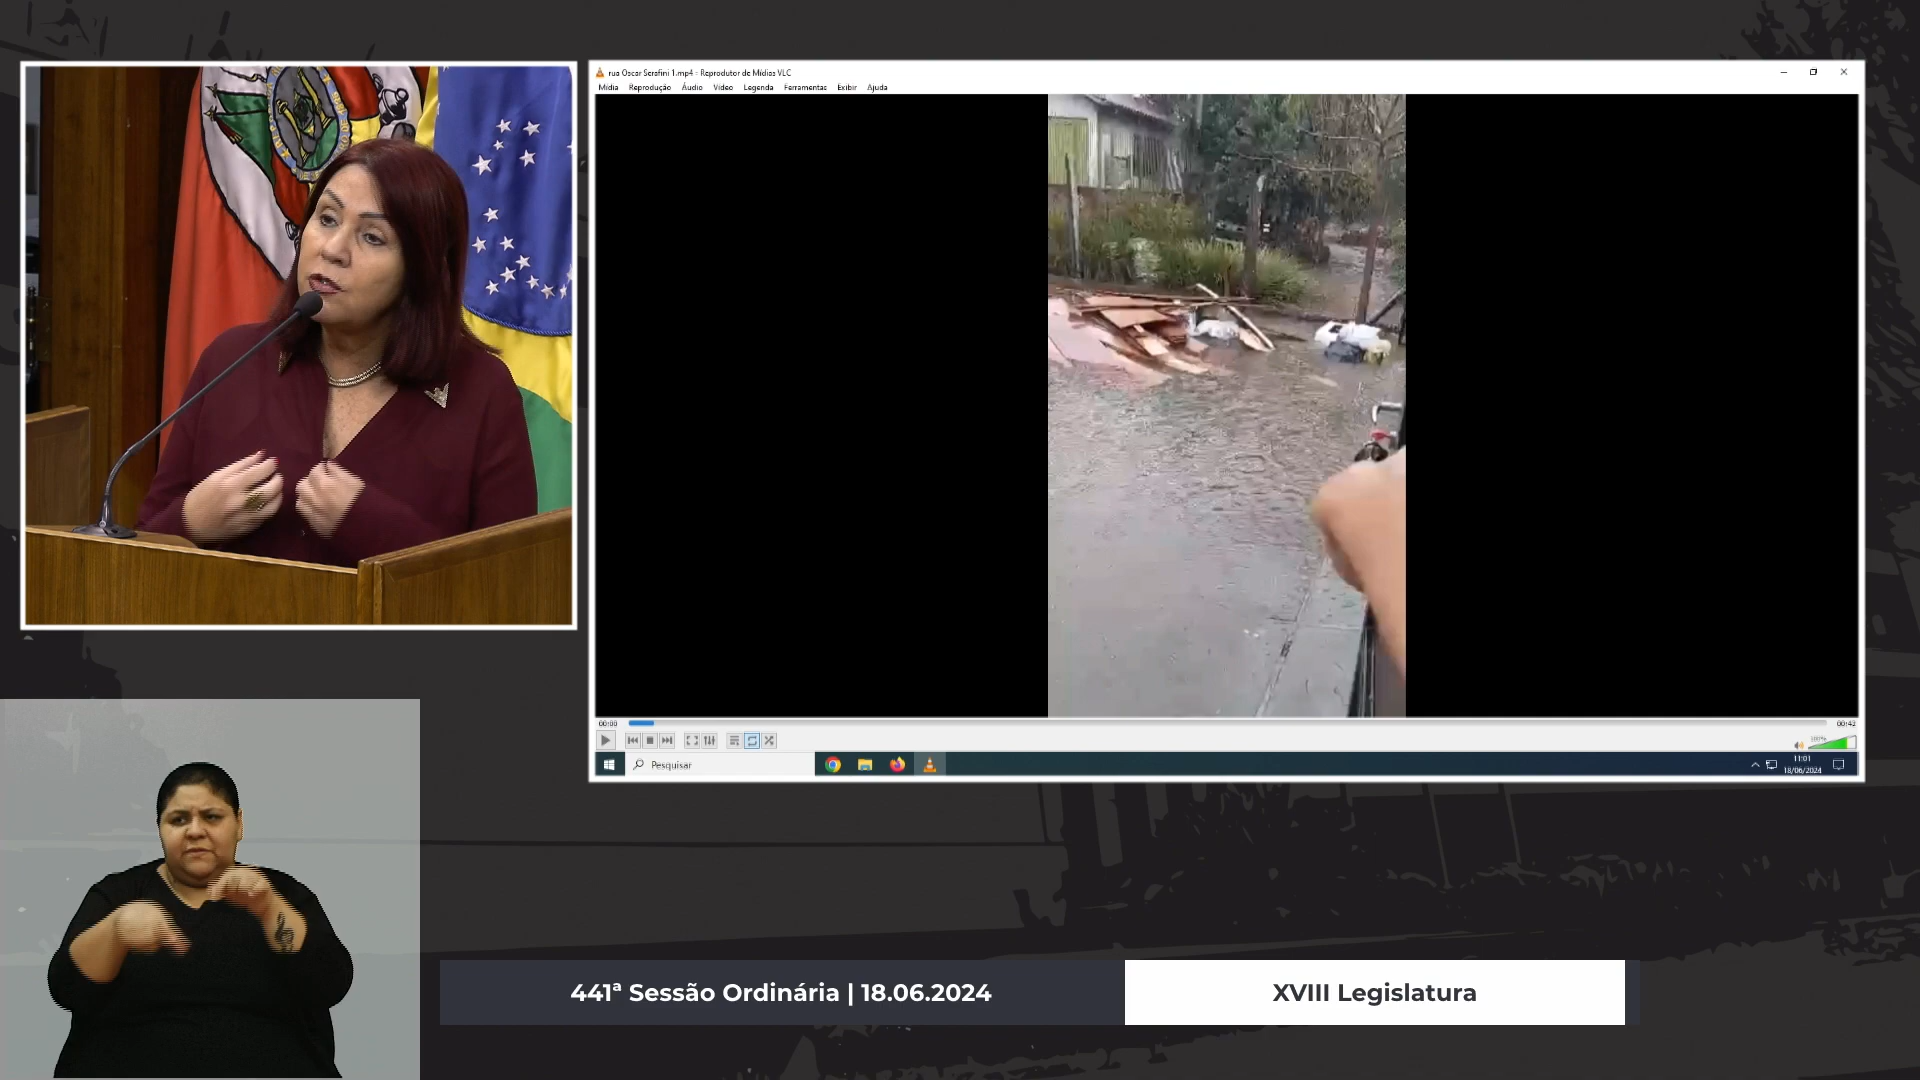 rua Oscar Serafini 1.mp4 - Reprodutor de Mídias VLC
Mídia Reprodução Áudio Vídeo Legenda Ferramentas Exibir Ajuda
00:00
00:42
100%
Pesquisar
11:01
18/06/2024
441ª Sessão Ordinária | 18.06.2024
XVIII Legislatura